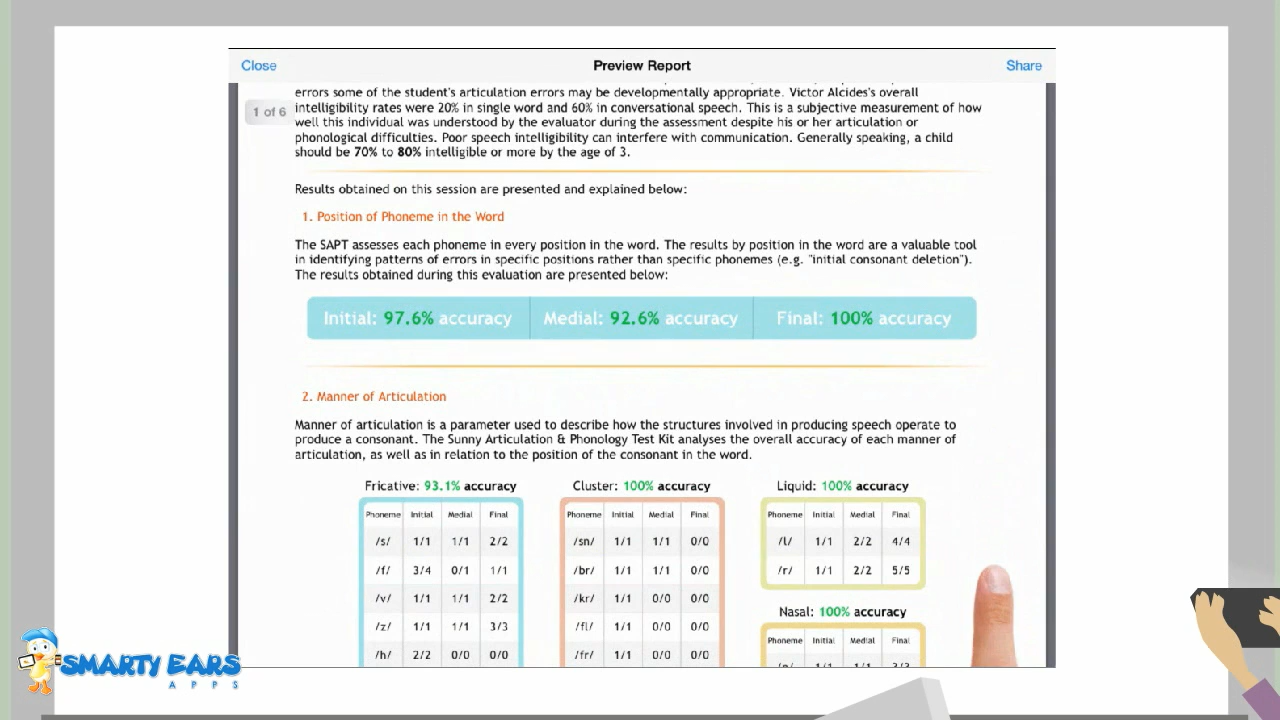 Close Preview Report Share
errors some of the student's articulation errors may be developmentally appropriate. Victor Alcides's overall
1 of 6 intelligibility rates were 20% in single word and 60% in conversational speech. This is a subjective measurement of how
well this individual was understood by the evaluator during the assessment despite his or her articulation or
phonological difficulties. Poor speech intelligibility can interfere with communication. Generally speaking, a child
should be 70% to 80% intelligible or more by the age of 3.
Results obtained on this session are presented and explained below:
1. Position of Phoneme in the Word
The SAPT assesses each phoneme in every position in the word. The results by position in the word are a valuable tool
in identifying patterns of errors in specific positions rather than specific phonemes (e.g. "initial consonant deletion").
The results obtained during this evaluation are presented below:
Initial: 97.6% accuracy Medial: 92.6% accuracy Final: 100% accuracy
2. Manner of Articulation
Manner of articulation is a parameter used to describe how the structures involved in producing speech operate to
produce a consonant. The Sunny Articulation & Phonology Test Kit analyses the overall accuracy of each manner of
articulation, as well as in relation to the position of the consonant in the word.
Fricative: 93.1% accuracy
Phoneme Initial Medial Final
/s/ 1/1 1/1 2/2
/f/ 3/4 0/1 1/1
/v/ 1/1 1/1 2/2
/z/ 1/1 1/1 3/3
/h/ 2/2 0/0 0/0
Cluster: 100% accuracy
Phoneme Initial Medial Final
/sn/ 1/1 1/1 0/0
/br/ 1/1 1/1 0/0
/kr/ 1/1 0/0 0/0
/fl/ 1/1 0/0 0/0
/fr/ 1/1 0/0 0/0
Liquid: 100% accuracy
Phoneme Initial Medial Final
/l/ 1/1 2/2 4/4
/r/ 1/1 2/2 5/5
Nasal: 100% accuracy
Phoneme Initial Medial Final
SMARTY EARS
APPS